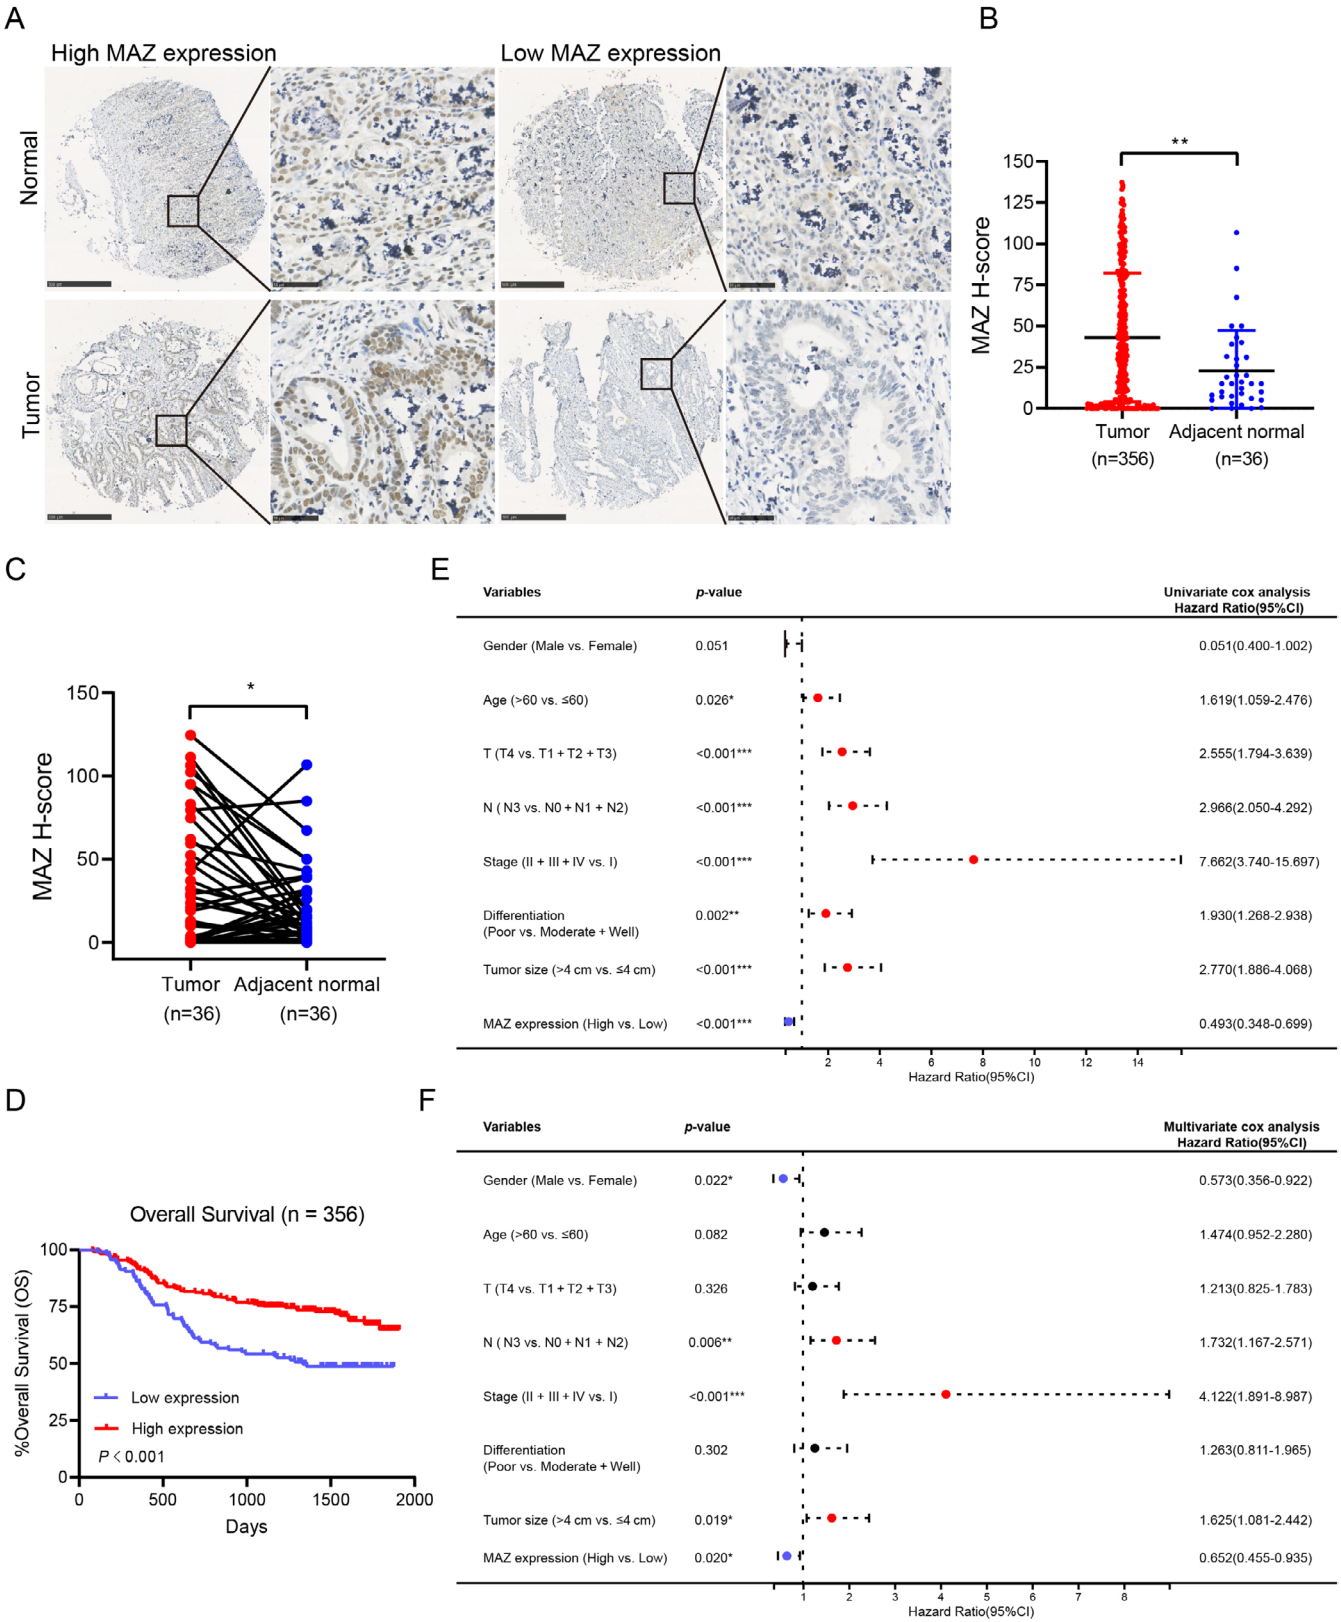 A
High MAZ expression
Low MAZ expression
Normal
Tumor
B
**
MAZ H-score
150
125
100
75
50
25
0
Tumor
(n=356)
Adjacent normal
(n=36)
C
*
MAZ H-score
150
100
50
0
Tumor
(n=36)
Adjacent normal
(n=36)
D
Overall Survival (n = 356)
%Overall Survival (OS)
100
75
50
25
0
Low expression
High expression
P < 0.001
0 500 1000 1500 2000
Days
E
Variables p-value Univariate cox analysis
Hazard Ratio(95%CI)
Gender (Male vs. Female) 0.051 0.051(0.400-1.002)
Age (>60 vs. ≤60) 0.026* 1.619(1.059-2.476)
T (T4 vs. T1 + T2 + T3) <0.001*** 2.555(1.794-3.639)
N ( N3 vs. N0 + N1 + N2) <0.001*** 2.966(2.050-4.292)
Stage (II + III + IV vs. I) <0.001*** 7.662(3.740-15.697)
Differentiation
(Poor vs. Moderate + Well) 0.002** 1.930(1.268-2.938)
Tumor size (>4 cm vs. ≤4 cm) <0.001*** 2.770(1.886-4.068)
MAZ expression (High vs. Low) <0.001*** 0.493(0.348-0.699)
2 4 6 8 10 12 14
Hazard Ratio(95%CI)
F
Variables p-value Multivariate cox analysis
Hazard Ratio(95%CI)
Gender (Male vs. Female) 0.022* 0.573(0.356-0.922)
Age (>60 vs. ≤60) 0.082 1.474(0.952-2.280)
T (T4 vs. T1 + T2 + T3) 0.326 1.213(0.825-1.783)
N ( N3 vs. N0 + N1 + N2) 0.006** 1.732(1.167-2.571)
Stage (II + III + IV vs. I) <0.001*** 4.122(1.891-8.987)
Differentiation
(Poor vs. Moderate + Well) 0.302 1.263(0.811-1.965)
Tumor size (>4 cm vs. ≤4 cm) 0.019* 1.625(1.081-2.442)
MAZ expression (High vs. Low) 0.020* 0.652(0.455-0.935)
1 2 3 4 5 6 7 8
Hazard Ratio(95%CI)